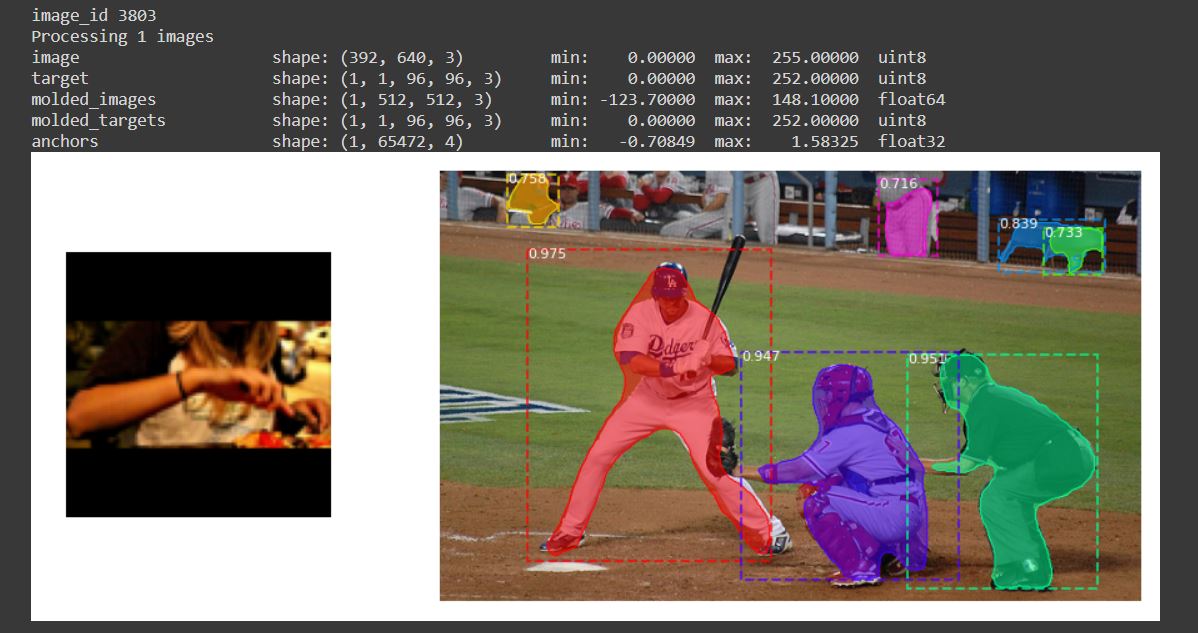 image_id 3803
Processing 1 images
image shape: (392, 640, 3) min: 0.00000 max: 255.00000 uint8
target shape: (1, 1, 96, 96, 3) min: 0.00000 max: 252.00000 uint8
molded_images shape: (1, 512, 512, 3) min: -123.70000 max: 148.10000 float64
molded_targets shape: (1, 1, 96, 96, 3) min: 0.00000 max: 252.00000 uint8
anchors shape: (1, 65472, 4) min: -0.70849 max: 1.58325 float32
0.758
0.716
0.839
0.733
0.975
LA
Dodgers
0.947
0.951